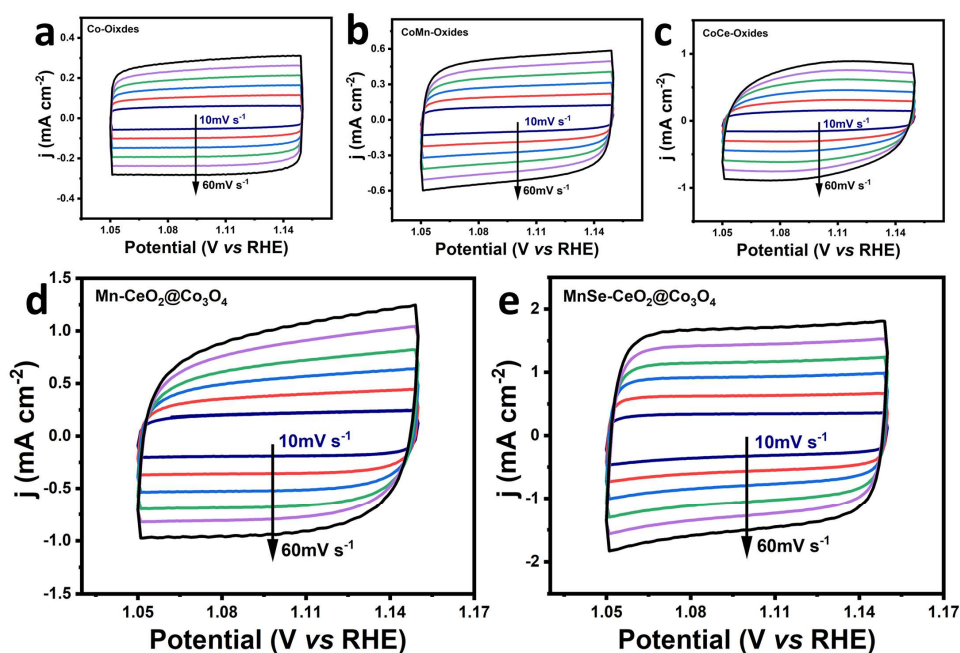 a
Co-Oixdes
0.4
0.2
0.0
-0.2
-0.4
j (mA cm⁻²)
10mV s⁻¹
60mV s⁻¹
1.05 1.08 1.11 1.14
Potential (V vs RHE)
b
CoMn-Oxides
0.6
0.3
0.0
-0.3
-0.6
j (mA cm⁻²)
10mV s⁻¹
60mV s⁻¹
1.05 1.08 1.11 1.14
Potential (V vs RHE)
c
CoCe-Oxides
1
0
-1
j (mA cm⁻²)
10mV s⁻¹
60mV s⁻¹
1.05 1.08 1.11 1.14
Potential (V vs RHE)
d
Mn-CeO₂@Co₃O₄
1.5
1.0
0.5
0.0
-0.5
-1.0
-1.5
j (mA cm⁻²)
10mV s⁻¹
60mV s⁻¹
1.05 1.08 1.11 1.14 1.17
Potential (V vs RHE)
e
MnSe-CeO₂@Co₃O₄
2
1
0
-1
-2
j (mA cm⁻²)
10mV s⁻¹
60mV s⁻¹
1.05 1.08 1.11 1.14 1.17
Potential (V vs RHE)